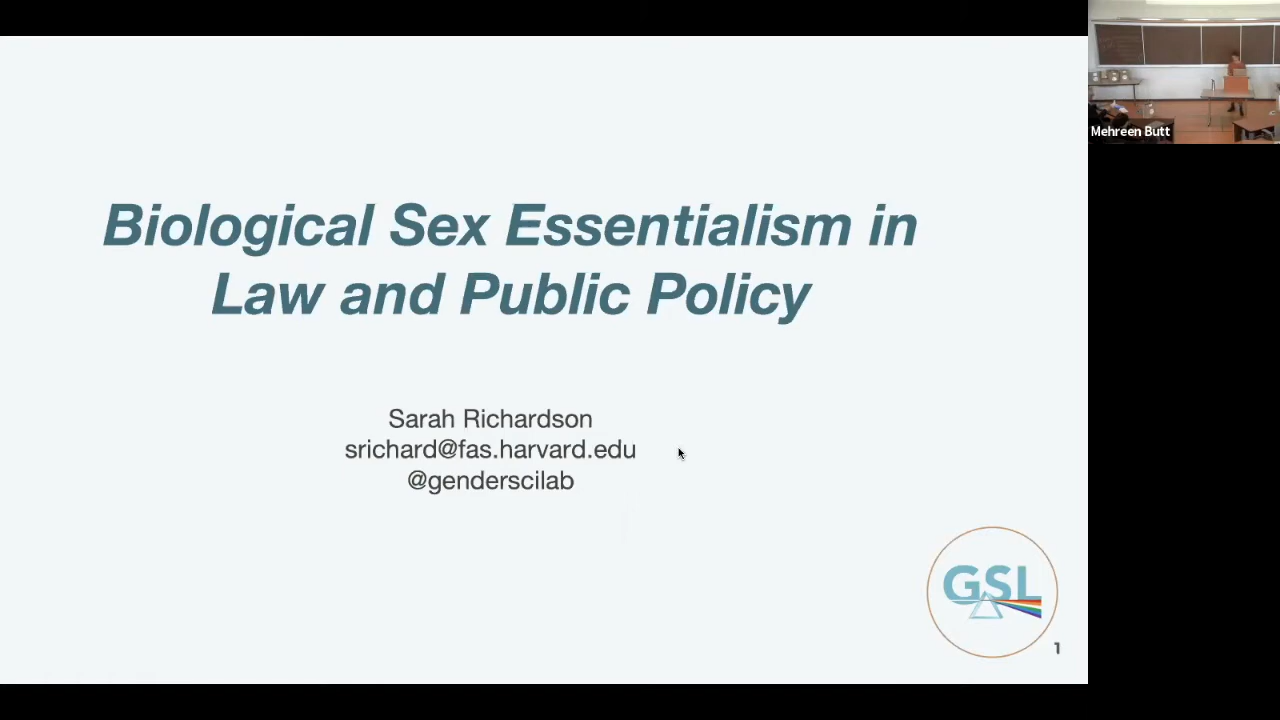 Biological Sex Essentialism in
Law and Public Policy
Sarah Richardson
srichard@fas.harvard.edu
@genderscilab
GSL
1
Mehreen Butt